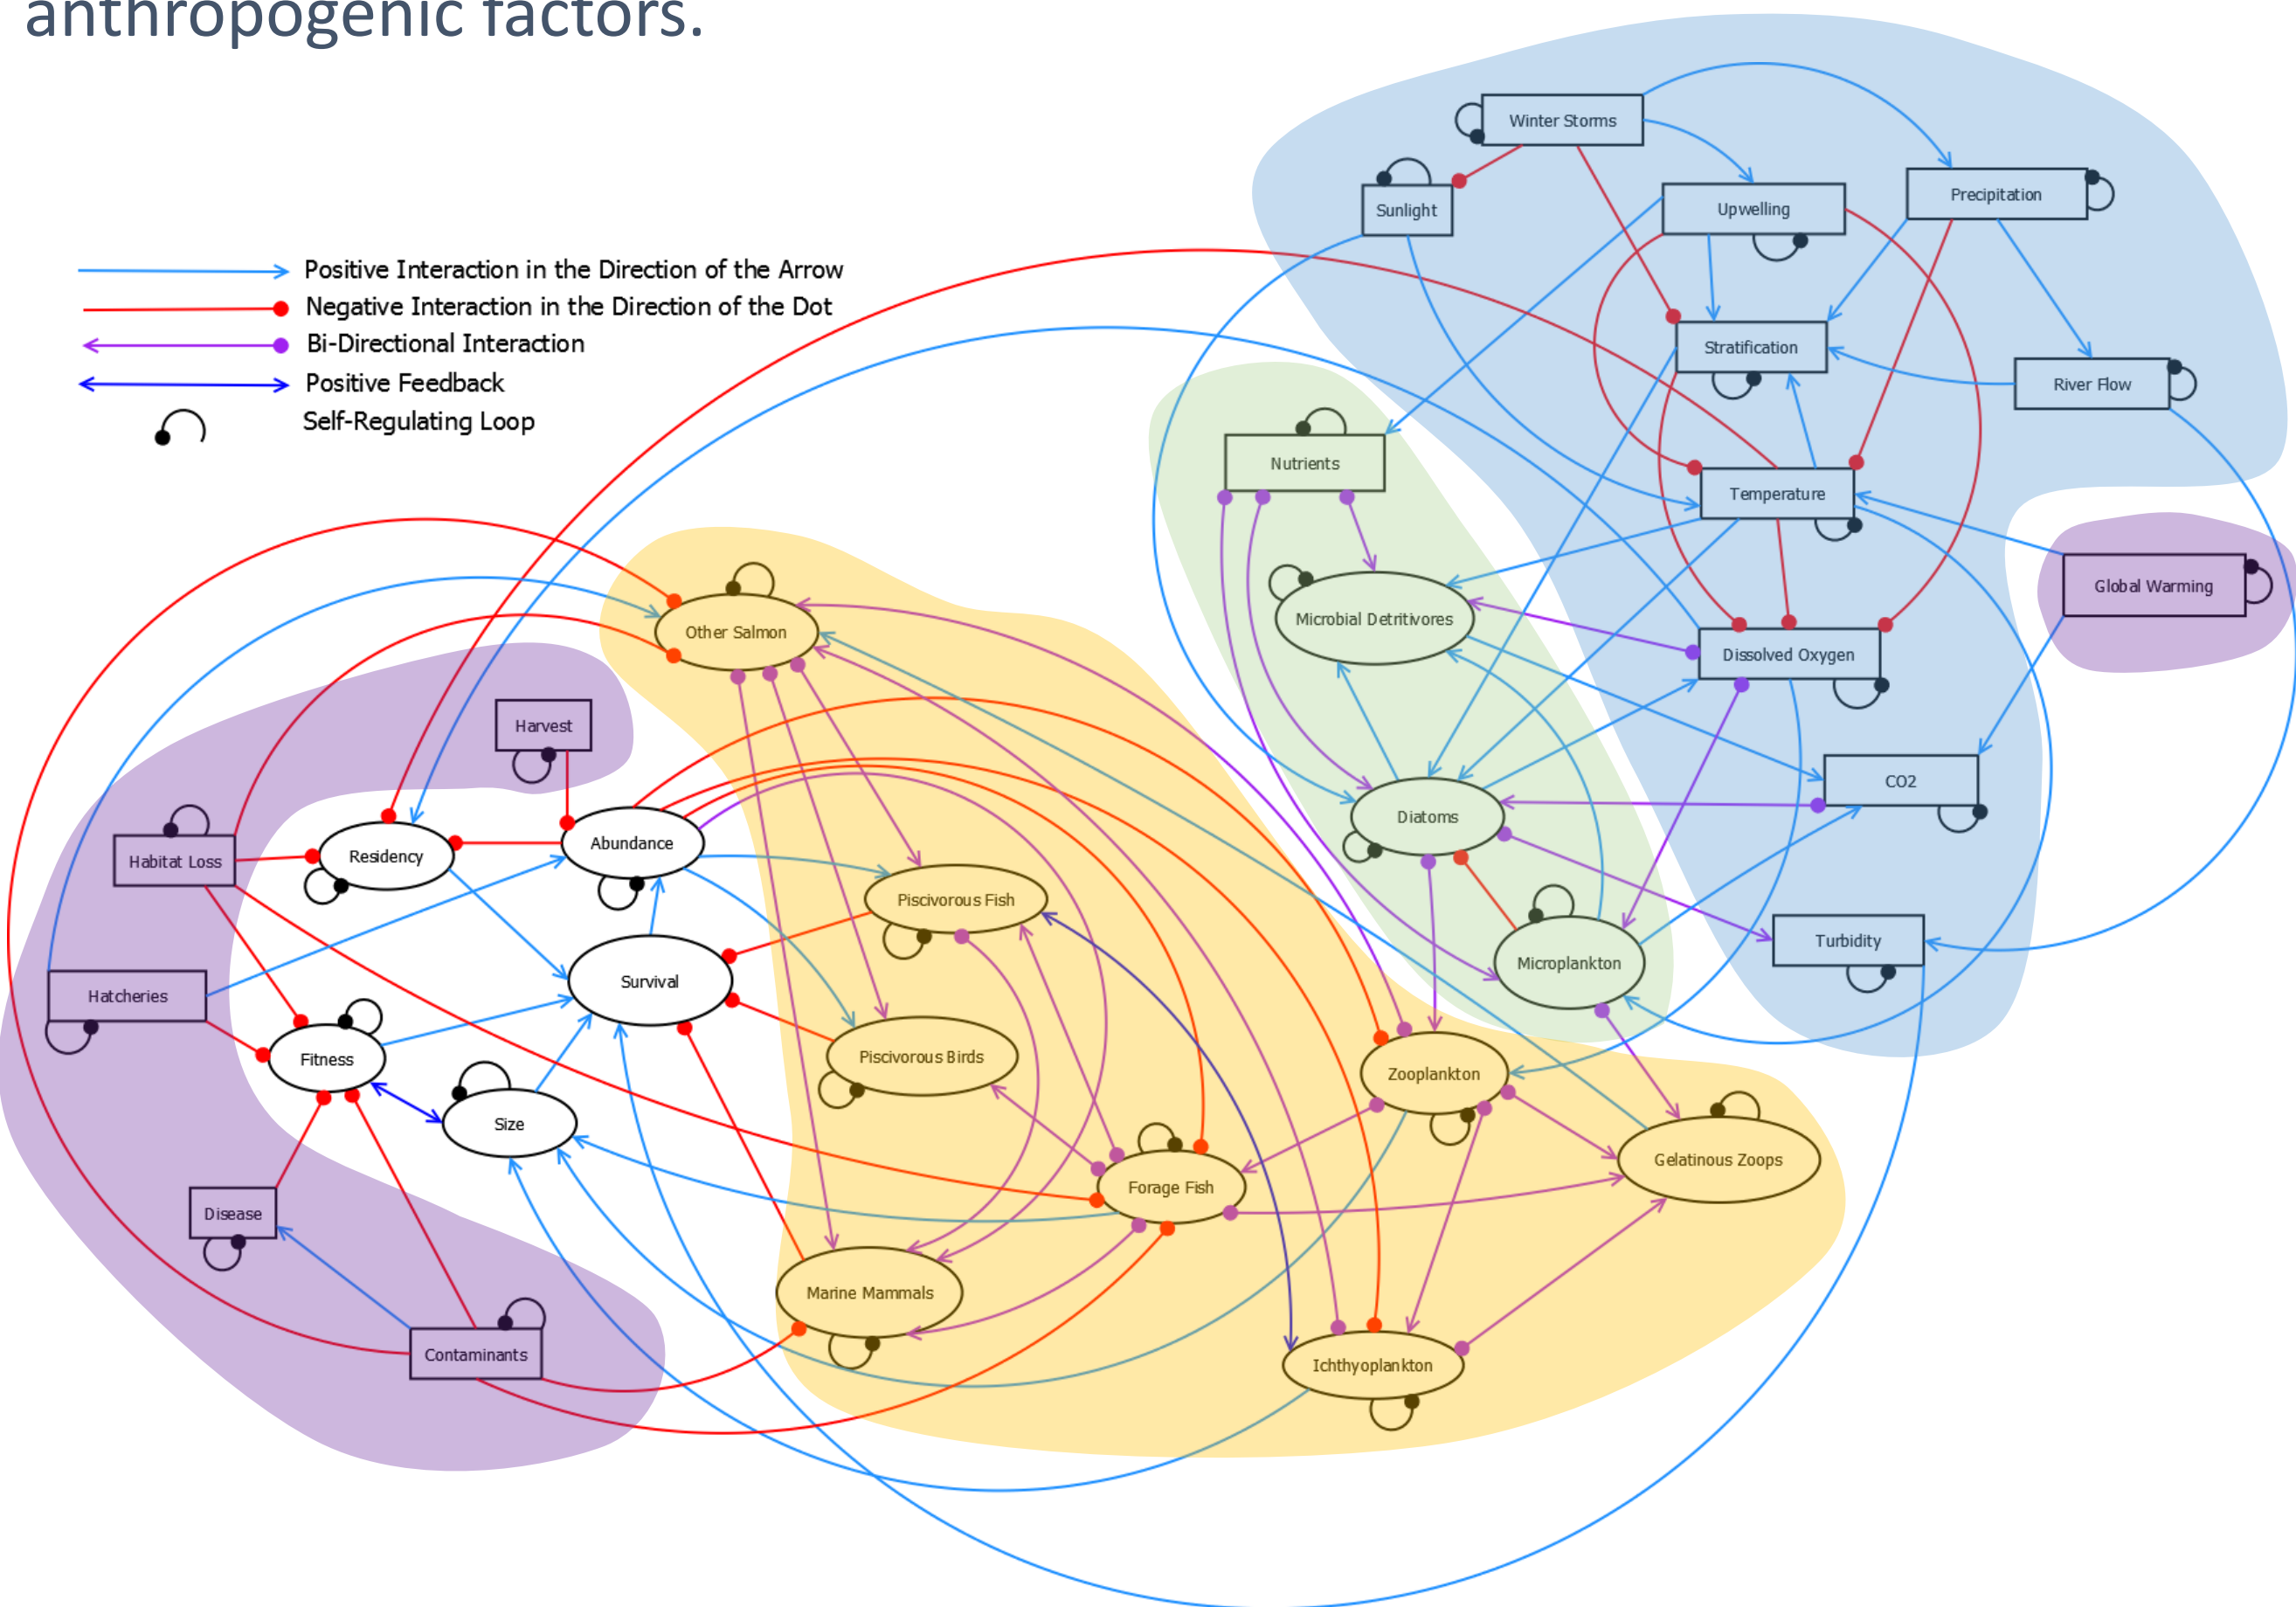 anthropogenic factors.
Positive Interaction in the Direction of the Arrow
Negative Interaction in the Direction of the Dot
Bi-Directional Interaction
Positive Feedback
Self-Regulating Loop
Winter Storms
Sunlight
Upwelling
Precipitation
Stratification
River Flow
Nutrients
Temperature
Global Warming
Microbial Detritivores
Other Salmon
Dissolved Oxygen
Harvest
CO2
Diatoms
Habitat Loss
Residency
Abundance
Piscivorous Fish
Turbidity
Microplankton
Survival
Hatcheries
Fitness
Piscivorous Birds
Zooplankton
Size
Gelatinous Zoops
Forage Fish
Disease
Marine Mammals
Contaminants
Ichthyoplankton